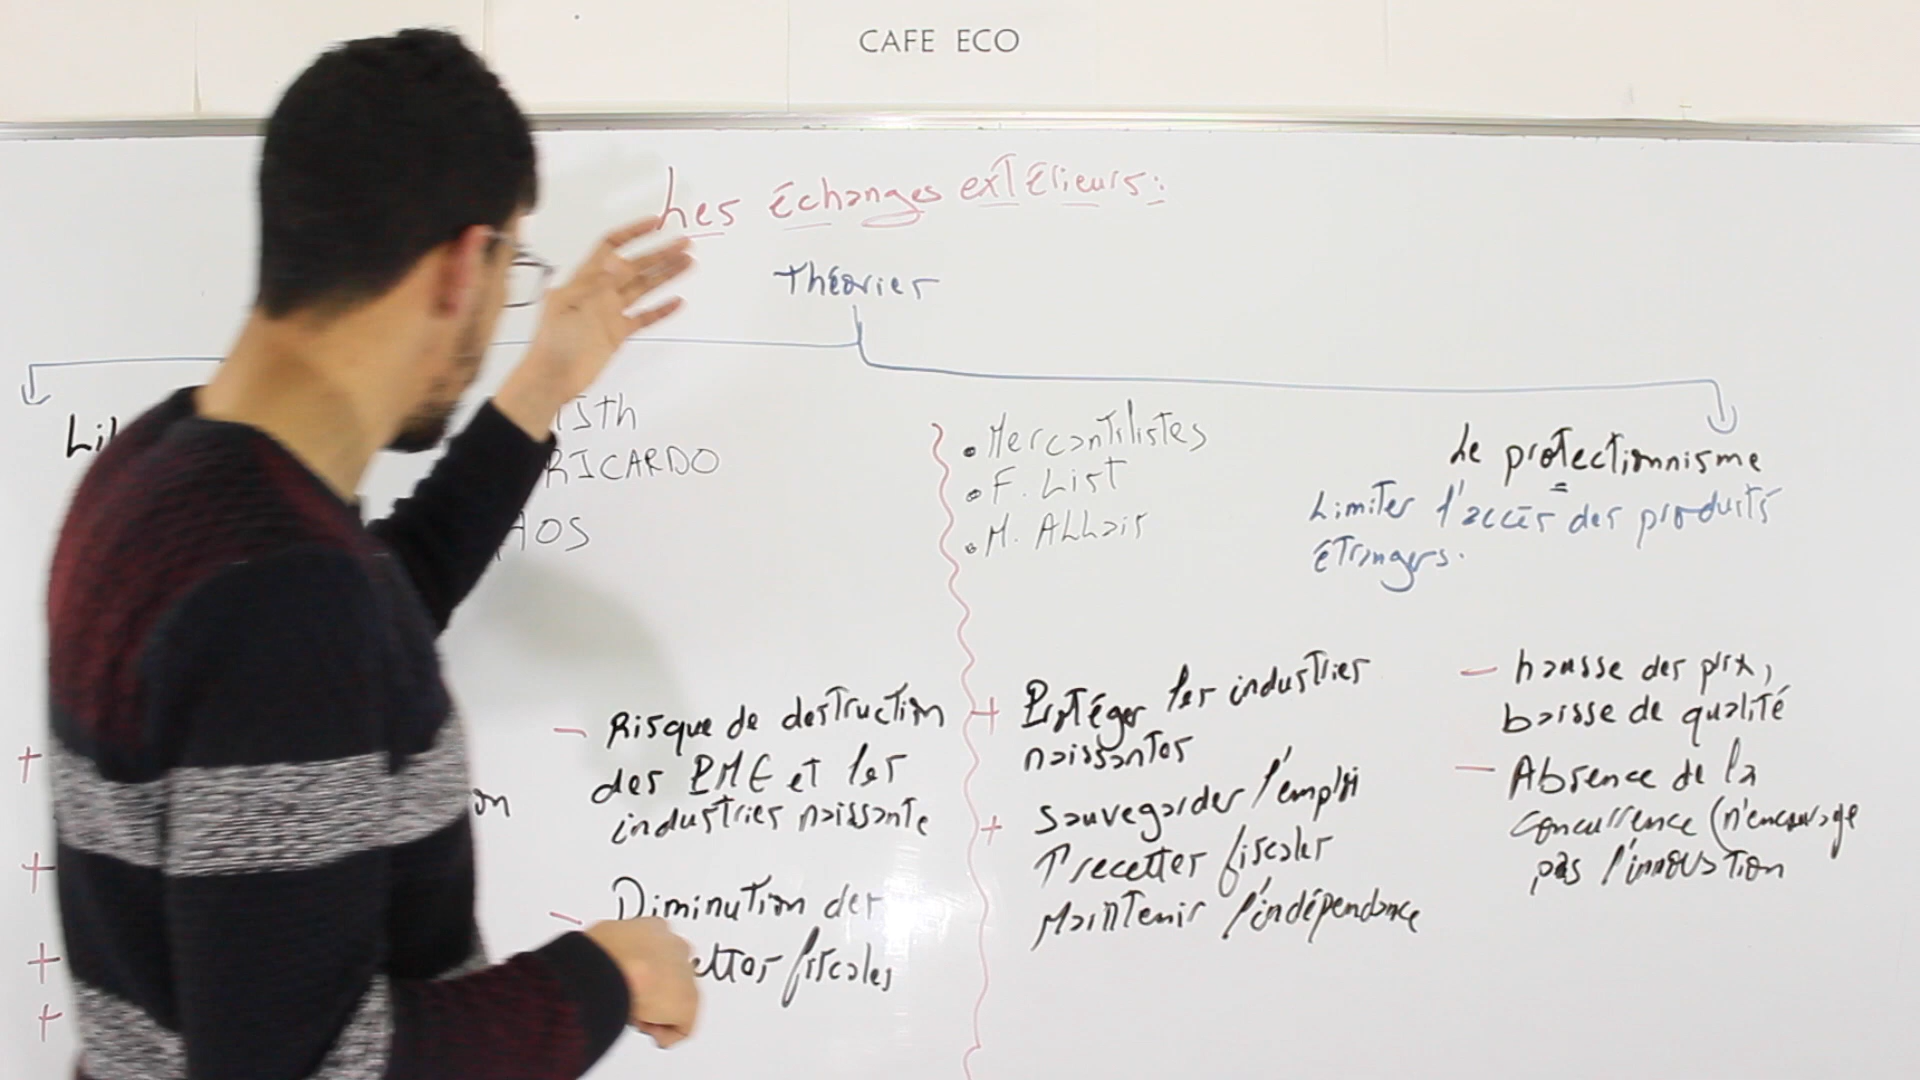 CAFE ECO
Les échanges extérieurs:
théories
RICARDO
Risque de destruction
des PME et les
industries naissante
Diminution des
fiscales
• Mercantilistes
• F. List
• M. ALLais
Le protectionnisme
Limiter l'accès des produits
étrangers.
+ Protéger les industries
naissantes
+ Sauvegarder l'emploi
↑ recettes fiscales
Maintenir l'indépendance
- hausse des prix,
baisse de qualité
- Absence de la
concurrence (n'encourage
pas l'innovation